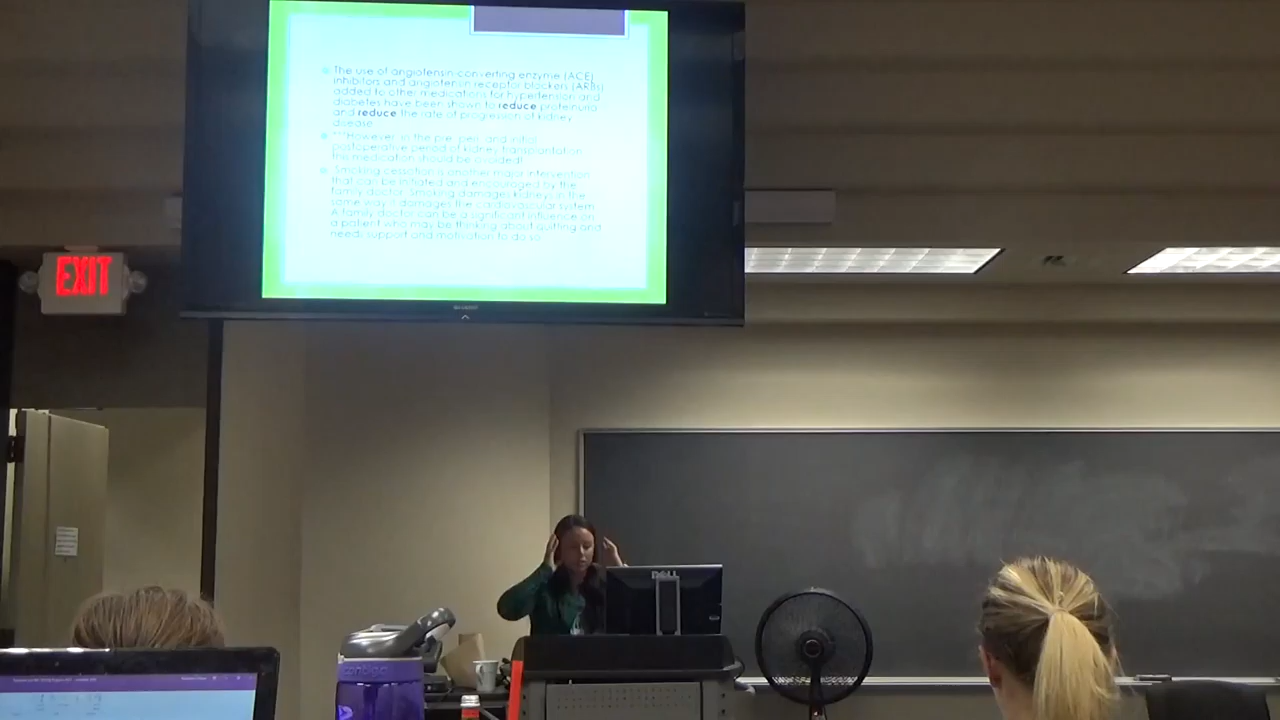 The use of angiotensin converting enzyme (ACE)
inhibitors and angiotensin receptor blockers (ARBs)
added to other medications for hypertension and
diabetes have been shown to reduce proteinuria
and reduce the rate of progression of kidney
disease.
***However, in the pre, peri, and initial
postoperative period of kidney transplantation
this medication should be avoided!
Smoking cessation is another major intervention
that can be initiated and encouraged by the
family doctor. Smoking damages kidneys in the
same way it damages the cardiovascular system.
A family doctor can be a significant influence on
a patient who may be thinking about quitting and
needs support and motivation to do so.
EXIT
DELL
contigo